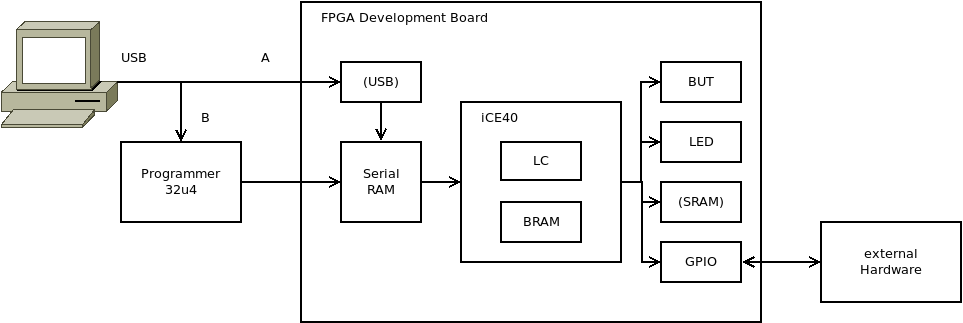 FPGA Development Board
USB
A
(USB)
BUT
B
iCE40
LED
Programmer
32u4
Serial
RAM
LC
(SRAM)
BRAM
GPIO
external
Hardware